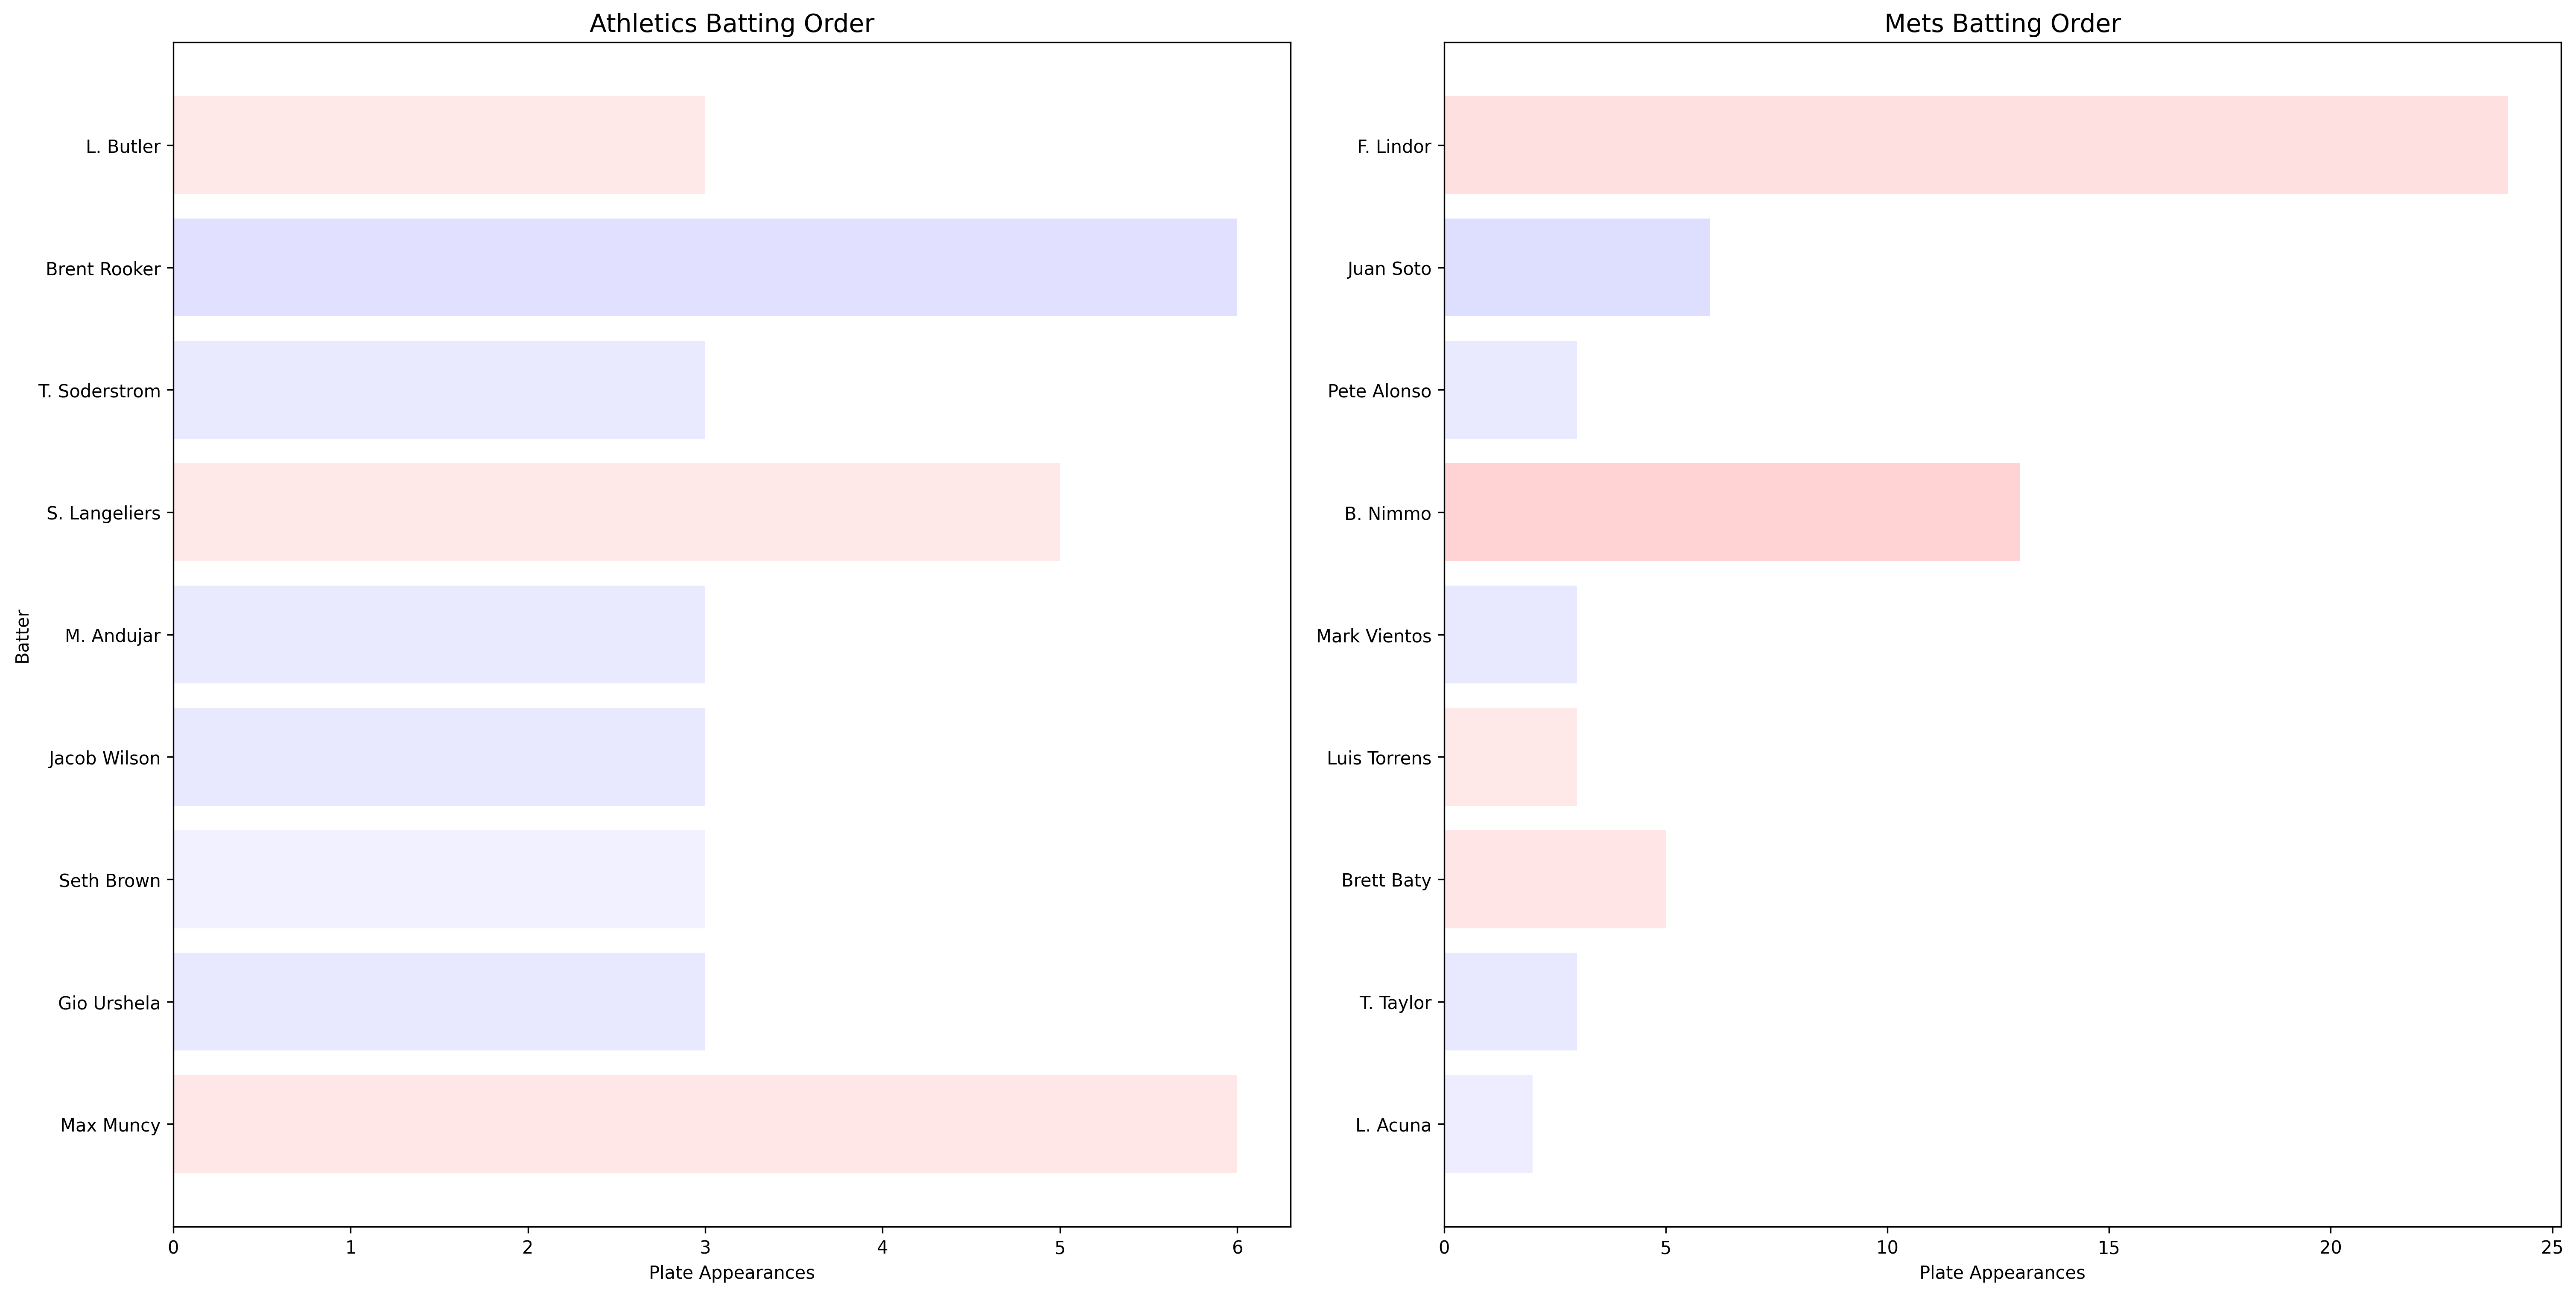 Athletics Batting Order
Batter
L. Butler
Brent Rooker
T. Soderstrom
S. Langeliers
M. Andujar
Jacob Wilson
Seth Brown
Gio Urshela
Max Muncy
0 1 2 3 4 5 6
Plate Appearances
Mets Batting Order
F. Lindor
Juan Soto
Pete Alonso
B. Nimmo
Mark Vientos
Luis Torrens
Brett Baty
T. Taylor
L. Acuna
0 5 10 15 20 25
Plate Appearances